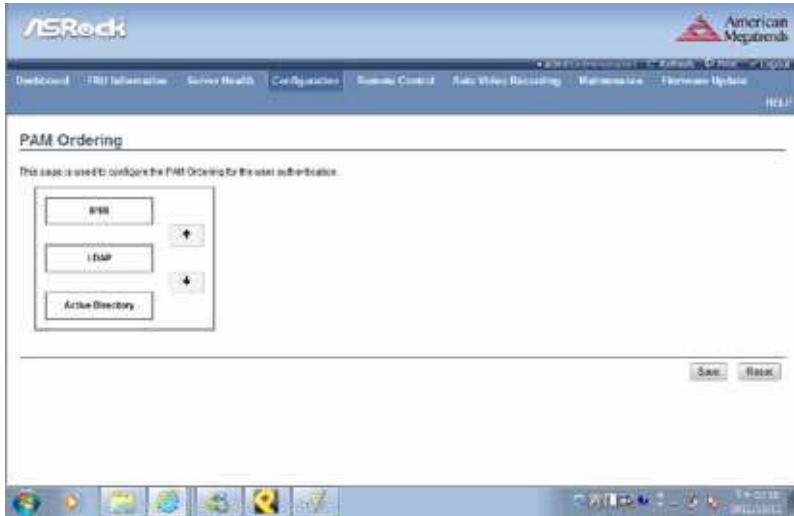 ASRock
American
Megatrends
Dashboard FRU Information Server Health Configuration Remote Control Auto Video Recording Maintenance Firmware Update
HELP
PAM Ordering
This page is used to configure the PAM Ordering for the user authentication.
IPMI
LDAP
Active Directory
Save Reset